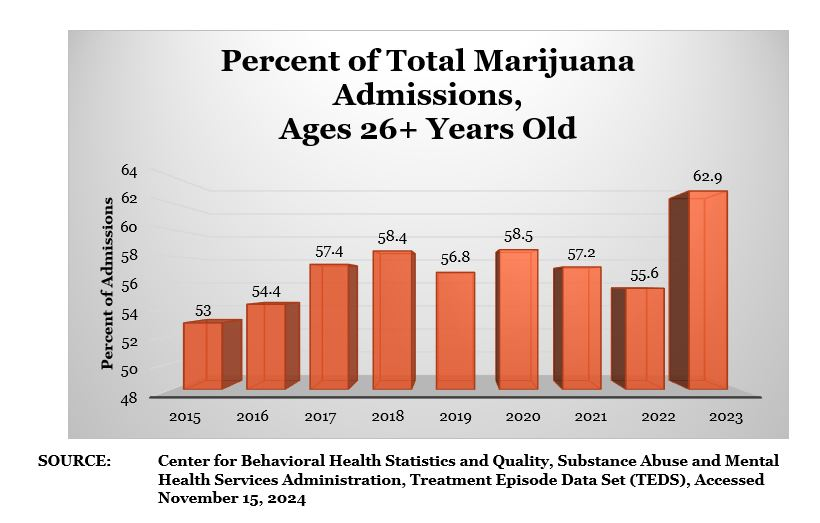 Percent of Total Marijuana
Admissions,
Ages 26+ Years Old
Percent of Admissions
64
62
60
58
56
54
52
50
48
53
54.4
57.4
58.4
56.8
58.5
57.2
55.6
62.9
2015 2016 2017 2018 2019 2020 2021 2022 2023
SOURCE: Center for Behavioral Health Statistics and Quality, Substance Abuse and Mental
Health Services Administration, Treatment Episode Data Set (TEDS), Accessed
November 15, 2024